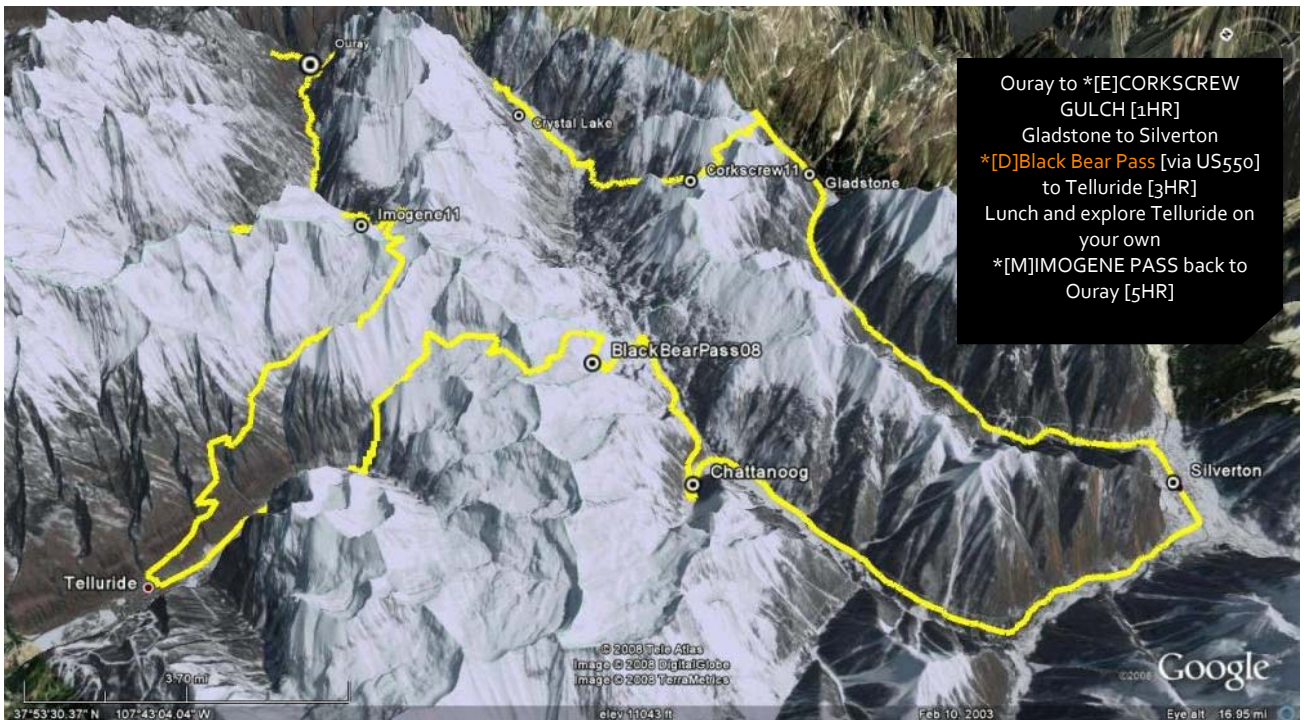 Ouray
Crystal Lake
Corkscrew11
Gladstone
Imogene11
BlackBearPass08
Chattanoog
Silverton
Telluride
Ouray to *[E]CORKSCREW
GULCH [1HR]
Gladstone to Silverton
*[D]Black Bear Pass [via US550]
to Telluride [3HR]
Lunch and explore Telluride on
your own
*[M]IMOGENE PASS back to
Ouray [5HR]
© 2008 Tele Atlas
Image © 2008 DigitalGlobe
Image © 2008 TerraMetrics
©2008 Google
3.70 mi
37°53'30.37" N 107°43'04.04" W elev 11043 ft Feb 10, 2003 Eye alt 16.95 mi